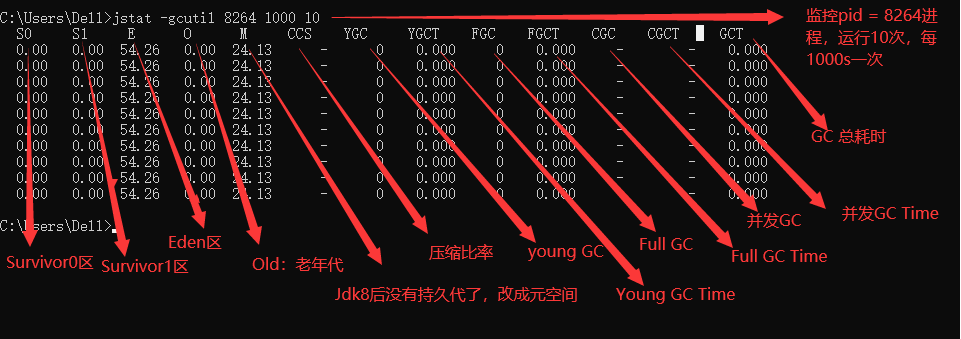 C:\Users\Dell>jstat -gcutil 8264 1000 10
监控pid = 8264进
程，运行10次，每
1000s一次
S0 S1 E O M CCS YGC YGCT FGC FGCT CGC CGCT GCT
0.00 0.00 54.26 0.00 24.13 - 0 0.000 0 0.000 - - 0.000
0.00 0.00 54.26 0.00 24.13 - 0 0.000 0 0.000 - - 0.000
0.00 0.00 54.26 0.00 24.13 - 0 0.000 0 0.000 - - 0.000
0.00 0.00 54.26 0.00 24.13 - 0 0.000 0 0.000 - - 0.000
0.00 0.00 54.26 0.00 24.13 - 0 0.000 0 0.000 - - 0.000
0.00 0.00 54.26 0.00 24.13 - 0 0.000 0 0.000 - - 0.000
0.00 0.00 54.26 0.00 24.13 - 0 0.000 0 0.000 - - 0.000
0.00 0.00 54.26 0.00 24.13 - 0 0.000 0 0.000 - - 0.000
0.00 0.00 54.26 0.00 24.13 - 0 0.000 0 0.000 - - 0.000
0.00 0.00 54.26 0.00 24.13 - 0 0.000 0 0.000 - - 0.000
GC 总耗时
C:\Users\Dell>
Survivor0区
Survivor1区
Eden区
Old：老年代
Jdk8后没有持久代了，改成元空间
压缩比率
young GC
Young GC Time
Full GC
Full GC Time
并发GC
并发GC Time